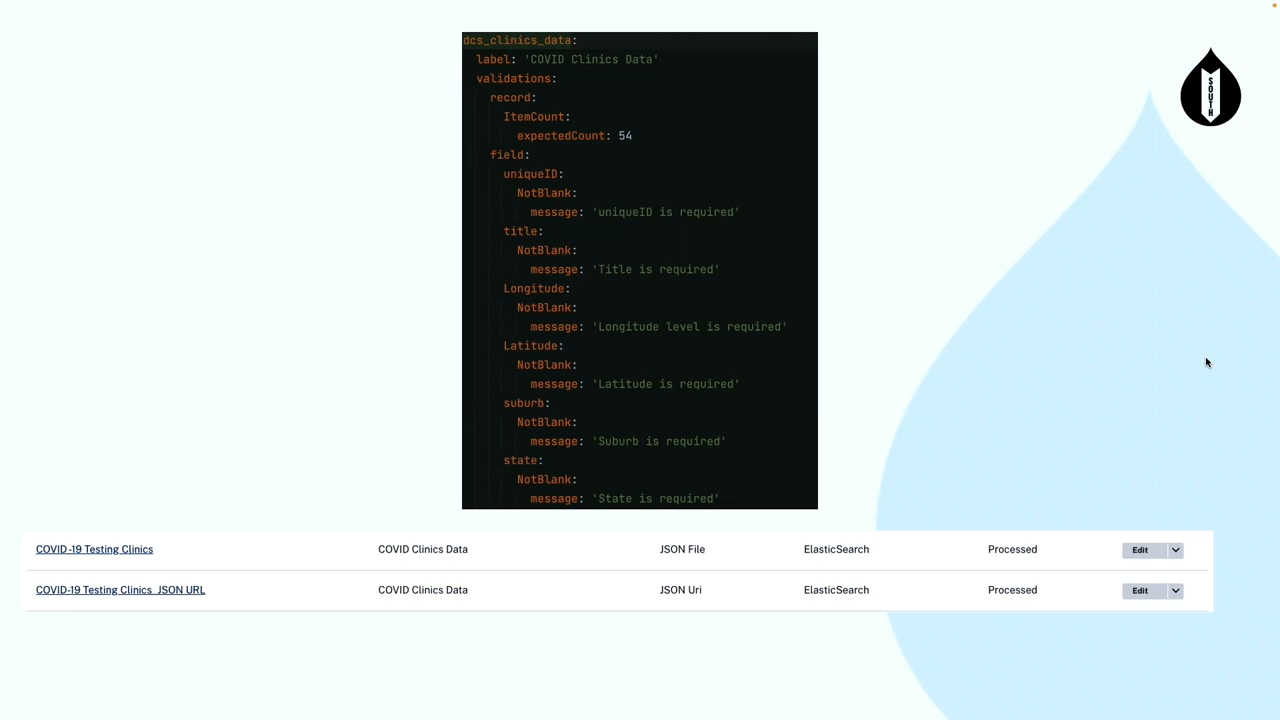 dcs_clinics_data:
label: 'COVID Clinics Data'
validations:
record:
ItemCount:
expectedCount: 54
field:
uniqueID:
NotBlank:
message: 'uniqueID is required'
title:
NotBlank:
message: 'Title is required'
Longitude:
NotBlank:
message: 'Longitude level is required'
Latitude:
NotBlank:
message: 'Latitude is required'
suburb:
NotBlank:
message: 'Suburb is required'
state:
NotBlank:
message: 'State is required'
SOUTH
COVID -19 Testing Clinics COVID Clinics Data JSON File ElasticSearch Processed Edit
COVID-19 Testing Clinics JSON URL COVID Clinics Data JSON Uri ElasticSearch Processed Edit